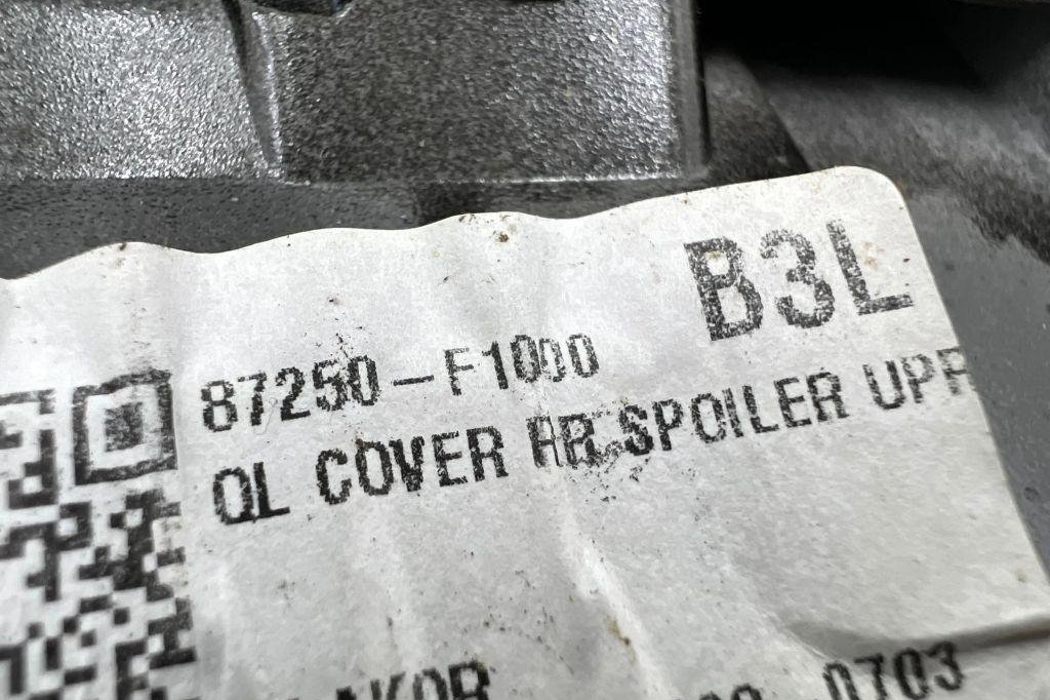 B3L
87250-F1000
QL COVER RR SPOILER UPR
0703